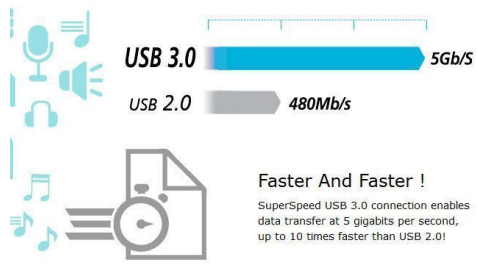 USB 3.0 5Gb/S
USB 2.0 480Mb/s
Faster And Faster !
SuperSpeed USB 3.0 connection enables
data transfer at 5 gigabits per second,
up to 10 times faster than USB 2.0!